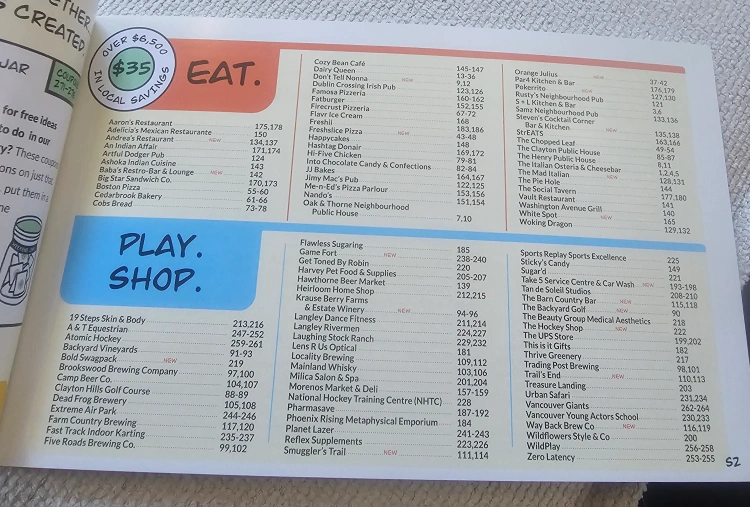 ETHER
S CREATED
JAR
COUPONS
for free ideas
to do in our
y? These coupons
ons on just
, put them in a
OVER $6,500
$35
IN LOCAL SAVINGS
EAT.
Aaron's Restaurant 175,178
Adelicia's Mexican Restaurante 150
Andrea's Restaurant NEW 134,137
An Indian Affair 171,174
Artful Dodger Pub 124
Ashoka Indian Cuisine 143
Baba's Restro-Bar & Lounge NEW 142
Big Star Sandwich Co. 170,173
Boston Pizza 55-60
Cedarbrook Bakery 61-66
Cobs Bread 73-78
Cozy Bean Café 145-147
Dairy Queen 13-36
Don't Tell Nonna NEW 9,12
Dublin Crossing Irish Pub 123,126
Famosa Pizzeria 160-162
Fatburger 152,155
Firecrust Pizzeria 67-72
Flavr Ice Cream 168
Freshii 183,186
Freshslice Pizza NEW 43-48
Happycakes 148
Hashtag Donair 169,172
Hi-Five Chicken 79-81
Into Chocolate Candy & Confections 82-84
JJ Bakes 164,167
Jimy Mac's Pub 122,125
Me-n-Ed's Pizza Parlour 153,156
Nando's 151,154
Oak & Thorne Neighborhood
Public House 7,10
Orange Julius NEW 37-42
Par4 Kitchen & Bar 176,179
Pokerrito NEW 127,130
Rusty's Neighbourhood Pub 121
S + L Kitchen & Bar 3,6
Samz Neighbourhood Pub 133,136
Steven's Cocktail Corner
Bar & Kitchen NEW 135,138
StrEATS 163,166
The Chopped Leaf 49-54
The Clayton Public House 85-87
The Henry Public House 8,11
The Italian Osteria & Cheesebar 1,2,4,5
The Mad Italian NEW 128,131
The Pie Hole 144
The Social Tavern 177,180
Vault Restaurant 141
Washington Avenue Grill 140
White Spot NEW 165
Woking Dragon 129,132
PLAY.
SHOP.
19 Steps Skin & Body 213,216
A & T Equestrian 247-252
Atomic Hockey 259-261
Backyard Vineyards 91-93
Bold Swagpack NEW 219
Brookswood Brewing Company 97,100
Camp Beer Co. 104,107
Clayton Hills Golf Course 88-89
Dead Frog Brewery 105,108
Extreme Air Park 244-246
Farm Country Brewing 117,120
Fast Track Indoor Karting 235-237
Five Roads Brewing Co. 99,102
Flawless Sugaring 185
Game Fort NEW 238-240
Get Toned By Robin 220
Harvey Pet Food & Supplies 205-207
Hawthorne Beer Market 139
Heirloom Home Shop 212,215
Krause Berry Farms
& Estate Winery NEW 94-96
Langley Dance Fitness 211,214
Langley Rivermen 224,227
Laughing Stock Ranch 229,232
Lens R Us Optical 181
Locality Brewing 109,112
Mainland Whisky 103,106
Milica Salon & Spa 201,204
Morenos Market & Deli 157-159
National Hockey Training Centre (NHTC) 228
Pharmasave 187-192
Phoenix Rising Metaphysical Emporium 184
Planet Lazer 241-243
Reflex Supplements 223,226
Smuggler's Trail NEW 111,114
Sports Replay Sports Excellence 225
Sticky's Candy 149
Sugar'd 221
Take 5 Service Centre & Car Wash NEW 193-198
Tan de Soleil Studios 208-210
The Barn Country Bar NEW 115,118
The Backyard Golf NEW 90
The Beauty Group Medical Aesthetics 218
The Hockey Shop NEW 222
The UPS Store 199,202
This is it Gifts 182
Thrive Greenery 217
Trading Post Brewing 98,101
Trail's End NEW 110,113
Treasure Landing 203
Urban Safari 231,234
Vancouver Giants 262-264
Vancouver Young Actors School 230,233
Way Back Brew Co NEW 116,119
Wildflowers Style & Co 200
WildPlay 256-258
Zero Latency 253-255
S2